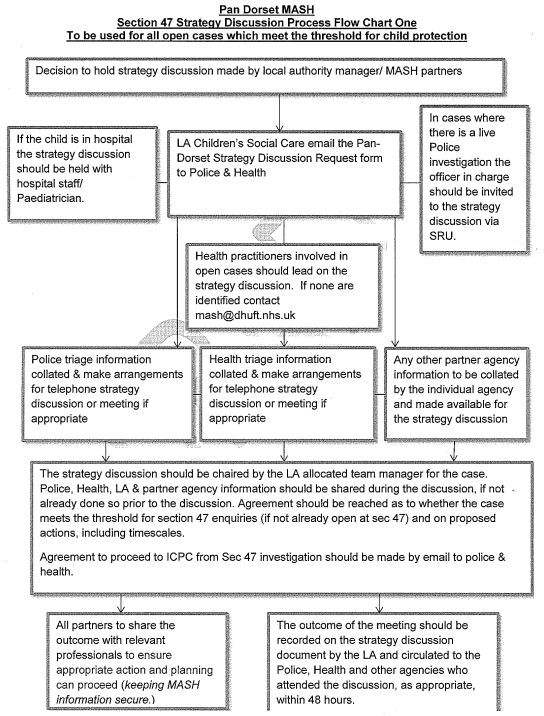 Pan Dorset MASH
Section 47 Strategy Discussion Process Flow Chart One
To be used for all open cases which meet the threshold for child protection
Decision to hold strategy discussion made by local authority manager/ MASH partners
If the child is in hospital
the strategy discussion
should be held with
hospital staff/
Paediatrician.
LA Children's Social Care email the Pan-
Dorset Strategy Discussion Request form
to Police & Health
In cases where
there is a live
Police
investigation the
officer in charge
should be invited
to the strategy
discussion via
SRU.
Health practitioners involved in
open cases should lead on the
strategy discussion. If none are
identified contact
mash@dhuft.nhs.uk
Police triage information
collated & make arrangements
for telephone strategy
discussion or meeting if
appropriate
Health triage information
collated & make arrangements
for telephone strategy
discussion or meeting if
appropriate
Any other partner agency
information to be collated
by the individual agency
and made available for
the strategy discussion
The strategy discussion should be chaired by the LA allocated team manager for the case.
Police, Health, LA & partner agency information should be shared during the discussion, if not
already done so prior to the discussion. Agreement should be reached as to whether the case
meets the threshold for section 47 enquiries (if not already open at sec 47) and on proposed
actions, including timescales.
Agreement to proceed to ICPC from Sec 47 investigation should be made by email to police &
health.
All partners to share the
outcome with relevant
professionals to ensure
appropriate action and planning
can proceed (keeping MASH
information secure.)
The outcome of the meeting should be
recorded on the strategy discussion
document by the LA and circulated to the
Police, Health and other agencies who
attended the discussion, as appropriate,
within 48 hours.